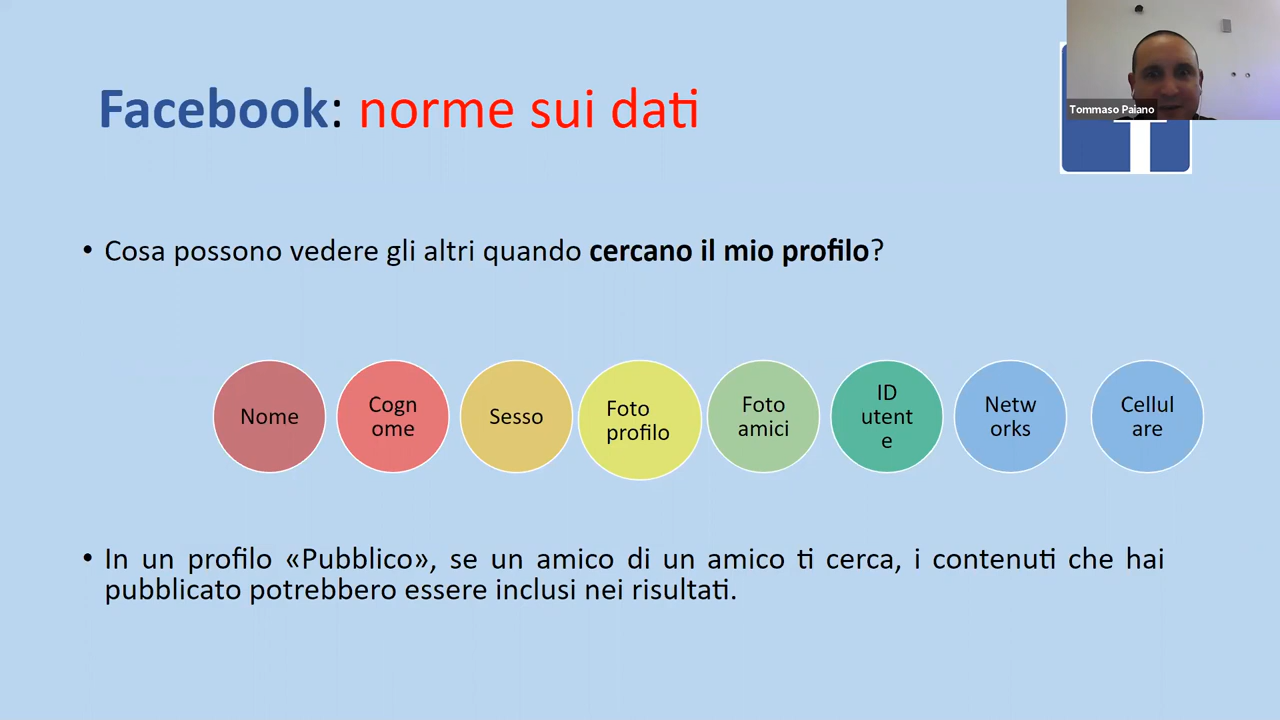 Tommaso Paiano
Facebook: norme sui dati
• Cosa possono vedere gli altri quando cercano il mio profilo?
Nome
Cogn
ome
Sesso
Foto
profilo
Foto
amici
ID
utent
e
Netw
orks
Cellul
are
• In un profilo «Pubblico», se un amico di un amico ti cerca, i contenuti che hai
pubblicato potrebbero essere inclusi nei risultati.